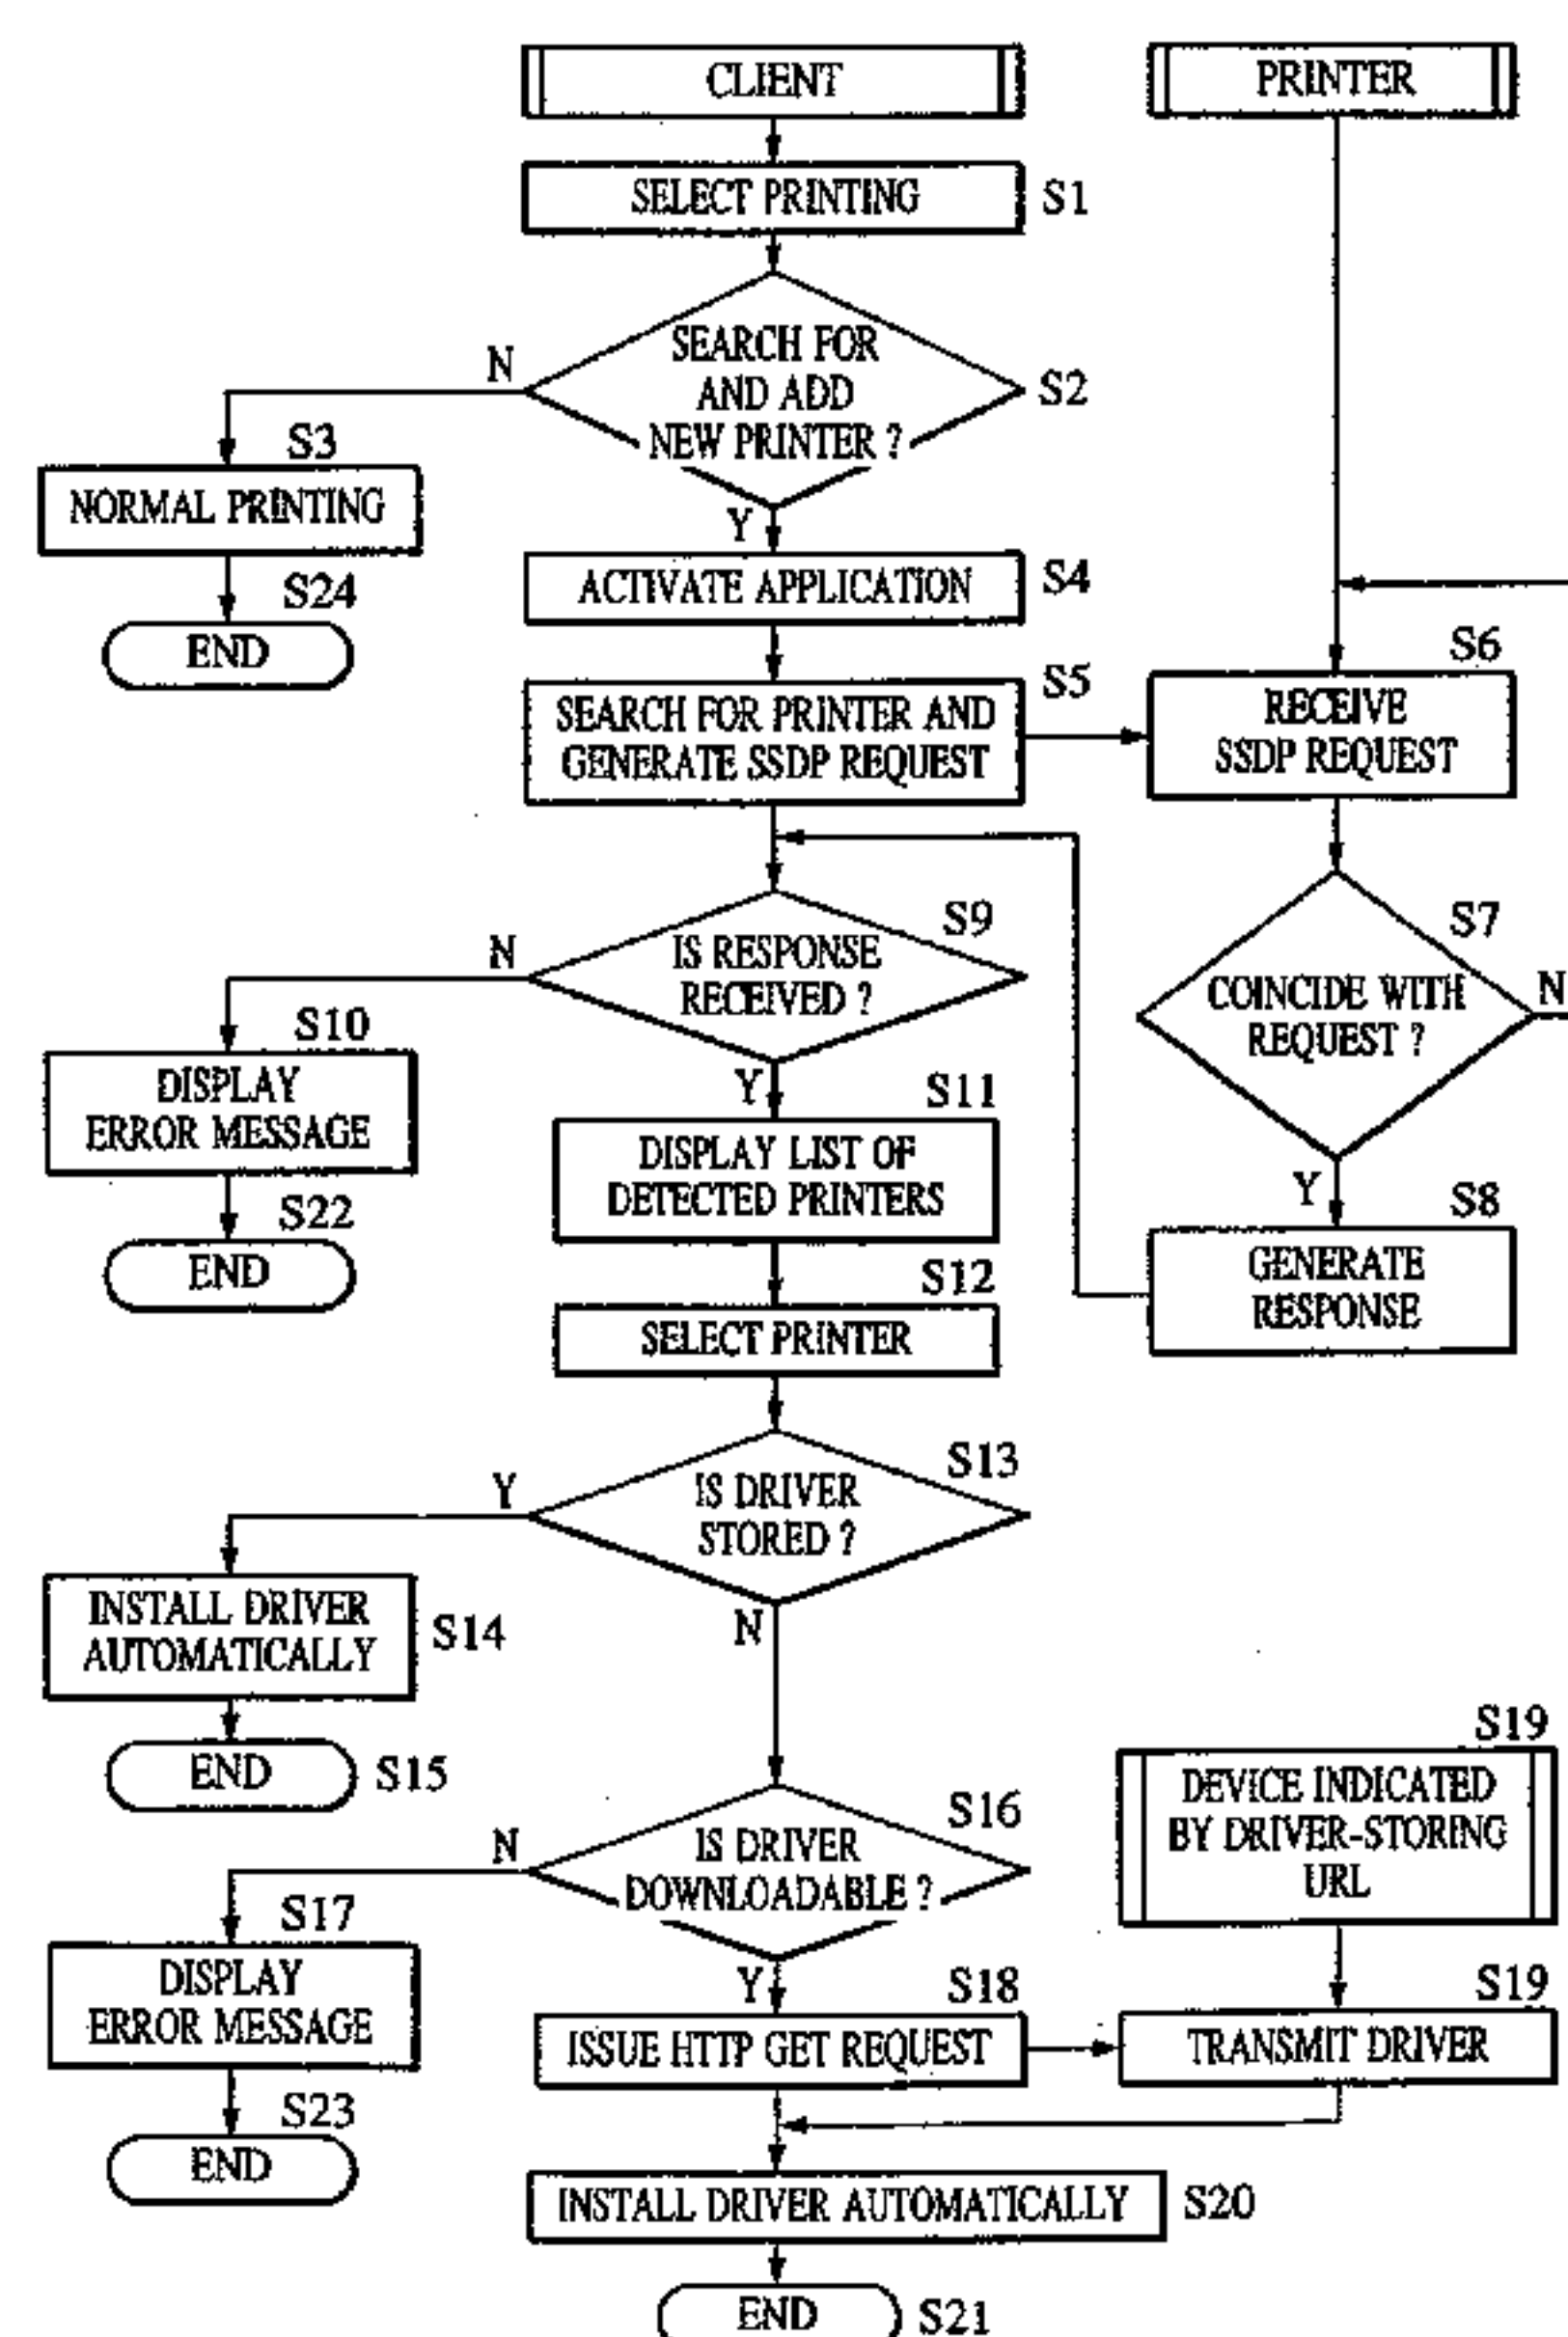 CLIENT
PRINTER
SELECT PRINTING
S1
SEARCH FOR
AND ADD
NEW PRINTER ?
S2
N
S3
NORMAL PRINTING
S24
END
Y
ACTIVATE APPLICATION
S4
SEARCH FOR PRINTER AND
GENERATE SSDP REQUEST
S5
S6
RECEIVE
SSDP REQUEST
S7
COINCIDE WITH
REQUEST ?
N
Y
S8
GENERATE
RESPONSE
S9
IS RESPONSE
RECEIVED ?
N
S10
DISPLAY
ERROR MESSAGE
S22
END
Y
S11
DISPLAY LIST OF
DETECTED PRINTERS
S12
SELECT PRINTER
S13
IS DRIVER
STORED ?
Y
INSTALL DRIVER
AUTOMATICALLY
S14
END
S15
N
S16
IS DRIVER
DOWNLOADABLE ?
N
S17
DISPLAY
ERROR MESSAGE
S23
END
Y
S18
ISSUE HTTP GET REQUEST
S19
DEVICE INDICATED
BY DRIVER-STORING
URL
S19
TRANSMIT DRIVER
INSTALL DRIVER AUTOMATICALLY
S20
END
S21